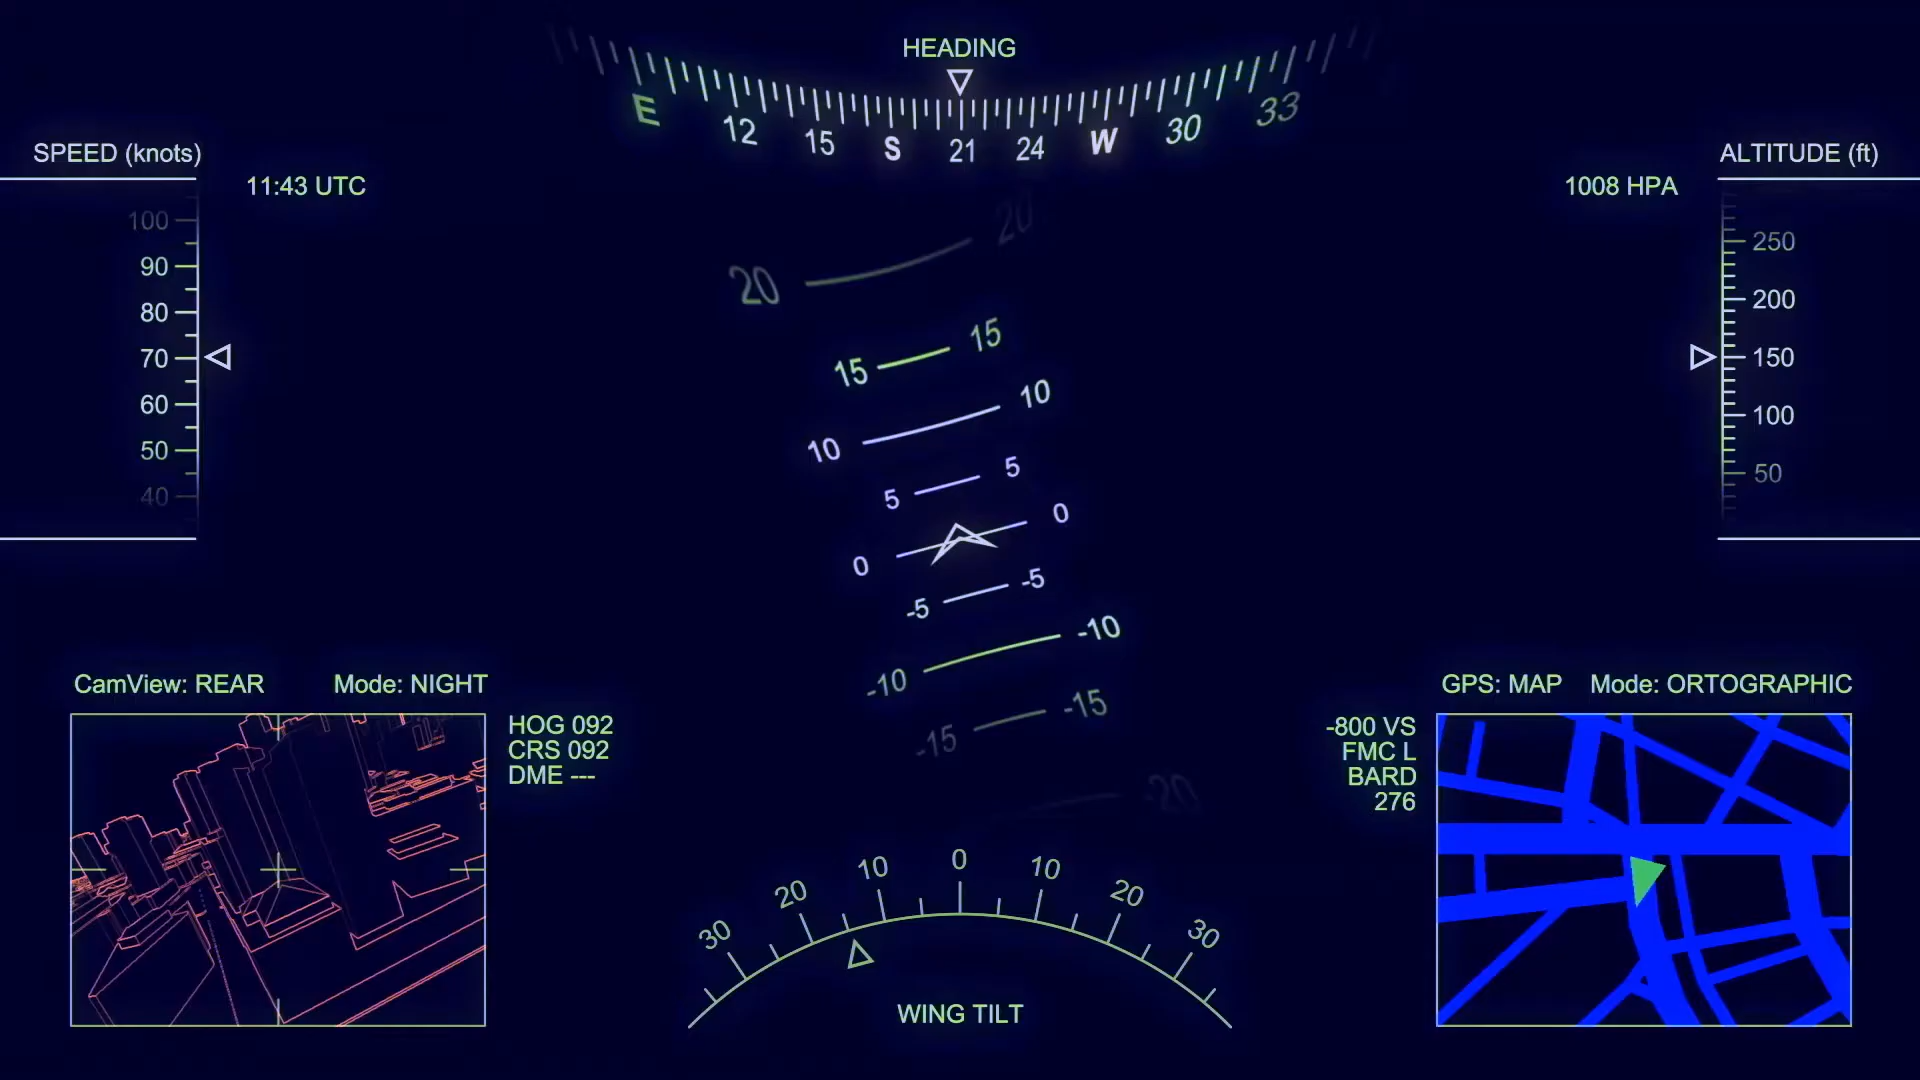 HEADING
E 12 15 S 21 24 W 30 33
SPEED (knots)
11:43 UTC
100
90
80
70
60
50
40
1008 HPA
ALTITUDE (ft)
250
200
150
100
50
20 20
15 15
10 10
5 5
0 0
-5 -5
-10 -10
-15 -15
-20
CamView: REAR Mode: NIGHT
HOG 092
CRS 092
DME ---
GPS: MAP Mode: ORTOGRAPHIC
-800 VS
FMC L
BARD
276
30 20 10 0 10 20 30
WING TILT